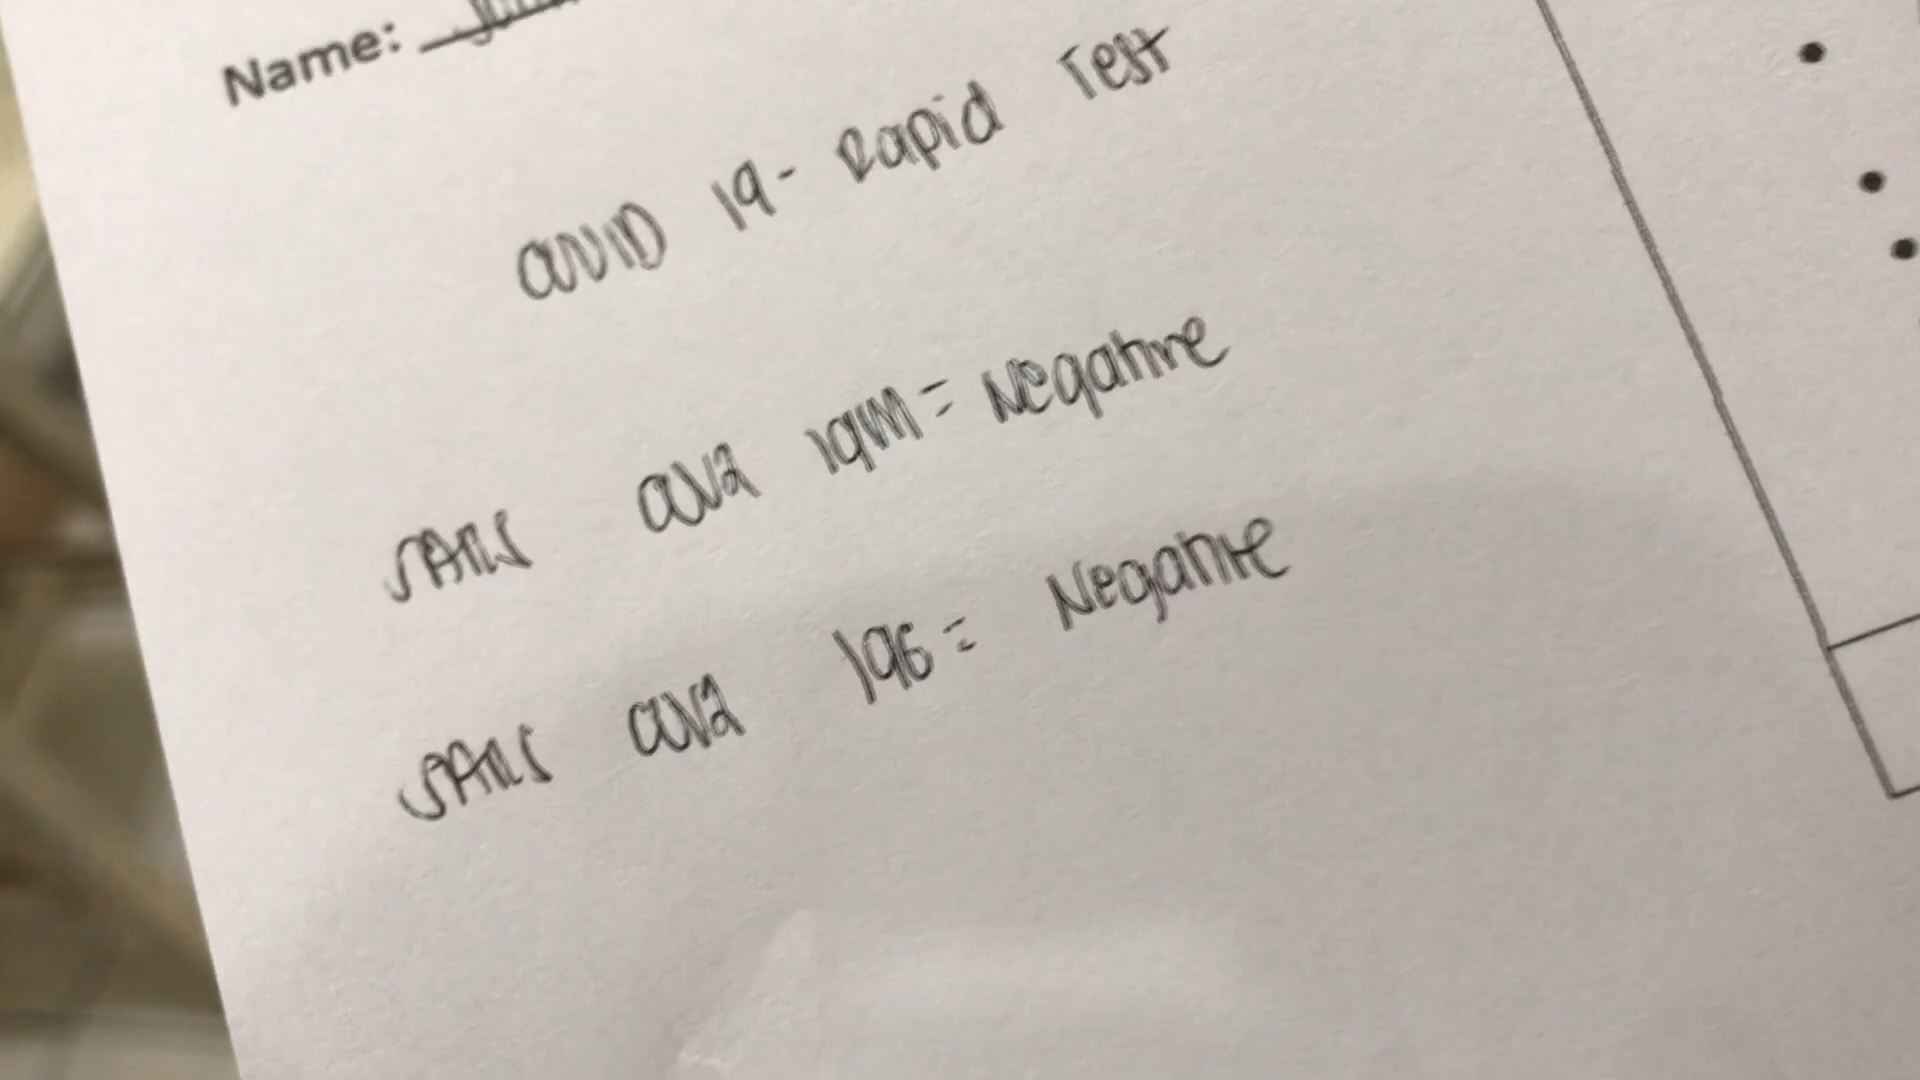 Name:
COVID 19- Rapid Test
SARS COV2 IgM = Negative
SARS COV2 IgG = Negative